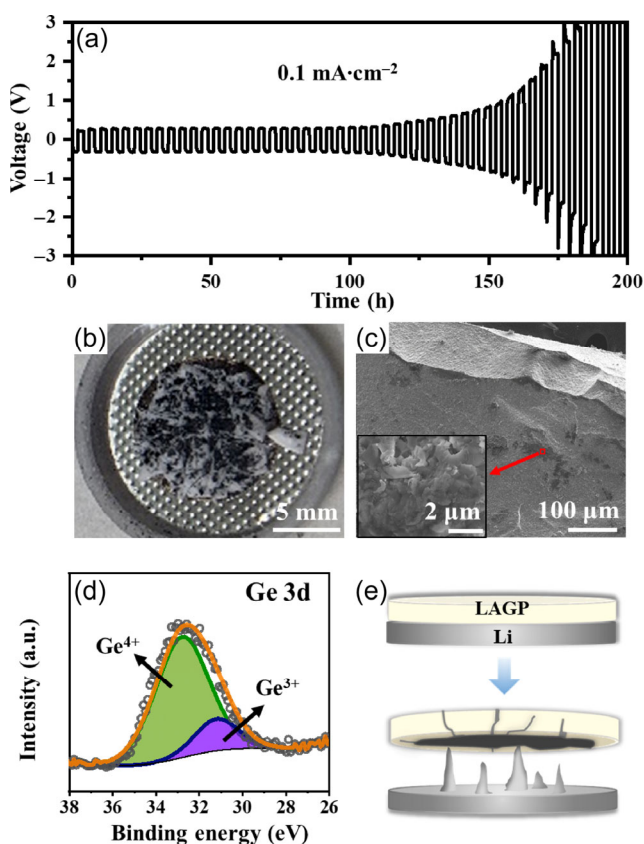 (a)
0.1 mA·cm⁻²
Voltage (V)
3
2
1
0
−1
−2
−3
0 50 100 150 200
Time (h)
(b)
5 mm
(c)
2 μm
100 μm
(d)
Ge 3d
Ge⁴⁺
Ge³⁺
Intensity (a.u.)
38 36 34 32 30 28 26
Binding energy (eV)
(e)
LAGP
Li